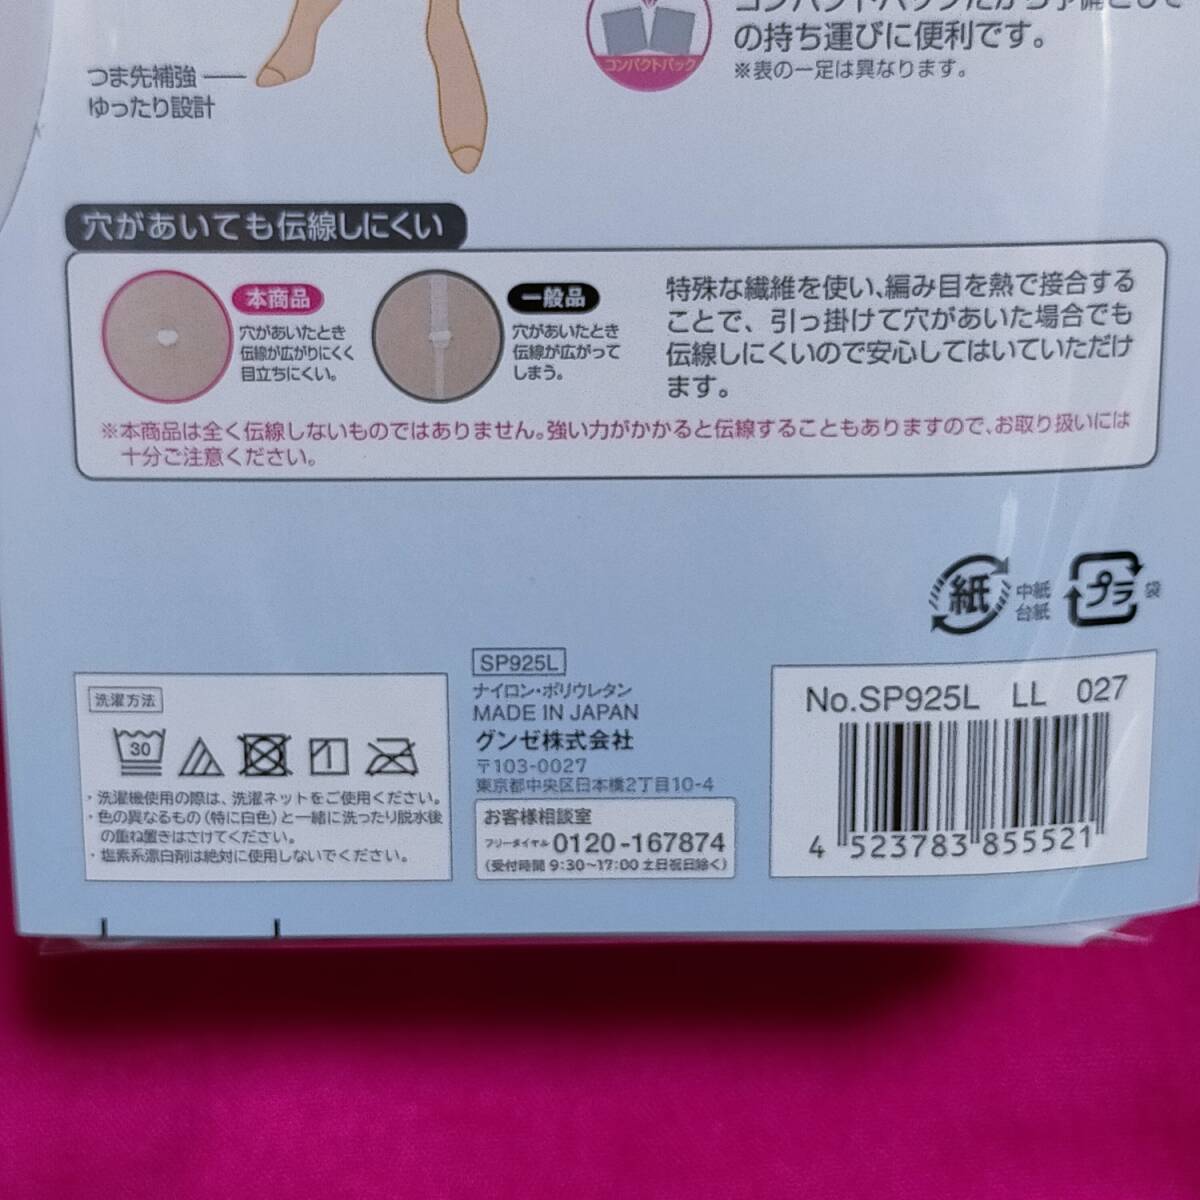 の持ち運びに便利です。
※表の一足は異なります。
コンパクトパック
つま先補強
ゆったり設計
穴があいても伝線しにくい
本商品
穴があいたとき
伝線が広がりにくく
目立ちにくい。
一般品
穴があいたとき
伝線が広がって
しまう。
特殊な繊維を使い、編み目を熱で接合する
ことで、引っ掛けて穴があいた場合でも
伝線しにくいので安心してはいていただけ
ます。
※本商品は全く伝線しないものではありません。強い力がかかると伝線することもありますので、お取り扱いには
十分ご注意ください。
紙
中紙
台紙
プラ
袋
洗濯方法
30
・洗濯機使用の際は、洗濯ネットをご使用ください。
・色の異なるもの(特に白色)と一緒に洗ったり脱水後
の重ね置きはさけてください。
・塩素系漂白剤は絶対に使用しないでください。
SP925L
ナイロン・ポリウレタン
MADE IN JAPAN
グンゼ株式会社
〒103-0027
東京都中央区日本橋2丁目10-4
お客様相談室
フリーダイヤル 0120-167874
(受付時間 9:30～17:00 土日祝日除く)
No.SP925L LL 027
4 523783 855521